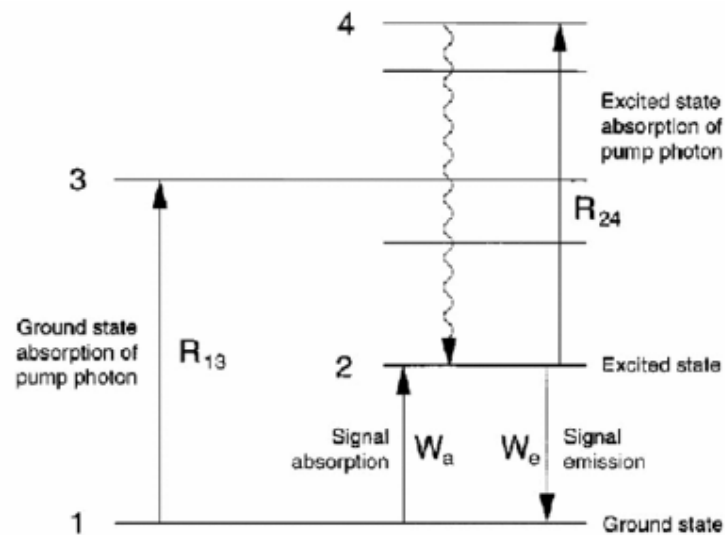 4
Excited state
absorption of
pump photon
3
R24
Ground state
absorption of
pump photon
R13
2
Excited state
Signal
absorption
Wa
We
Signal
emission
1
Ground state